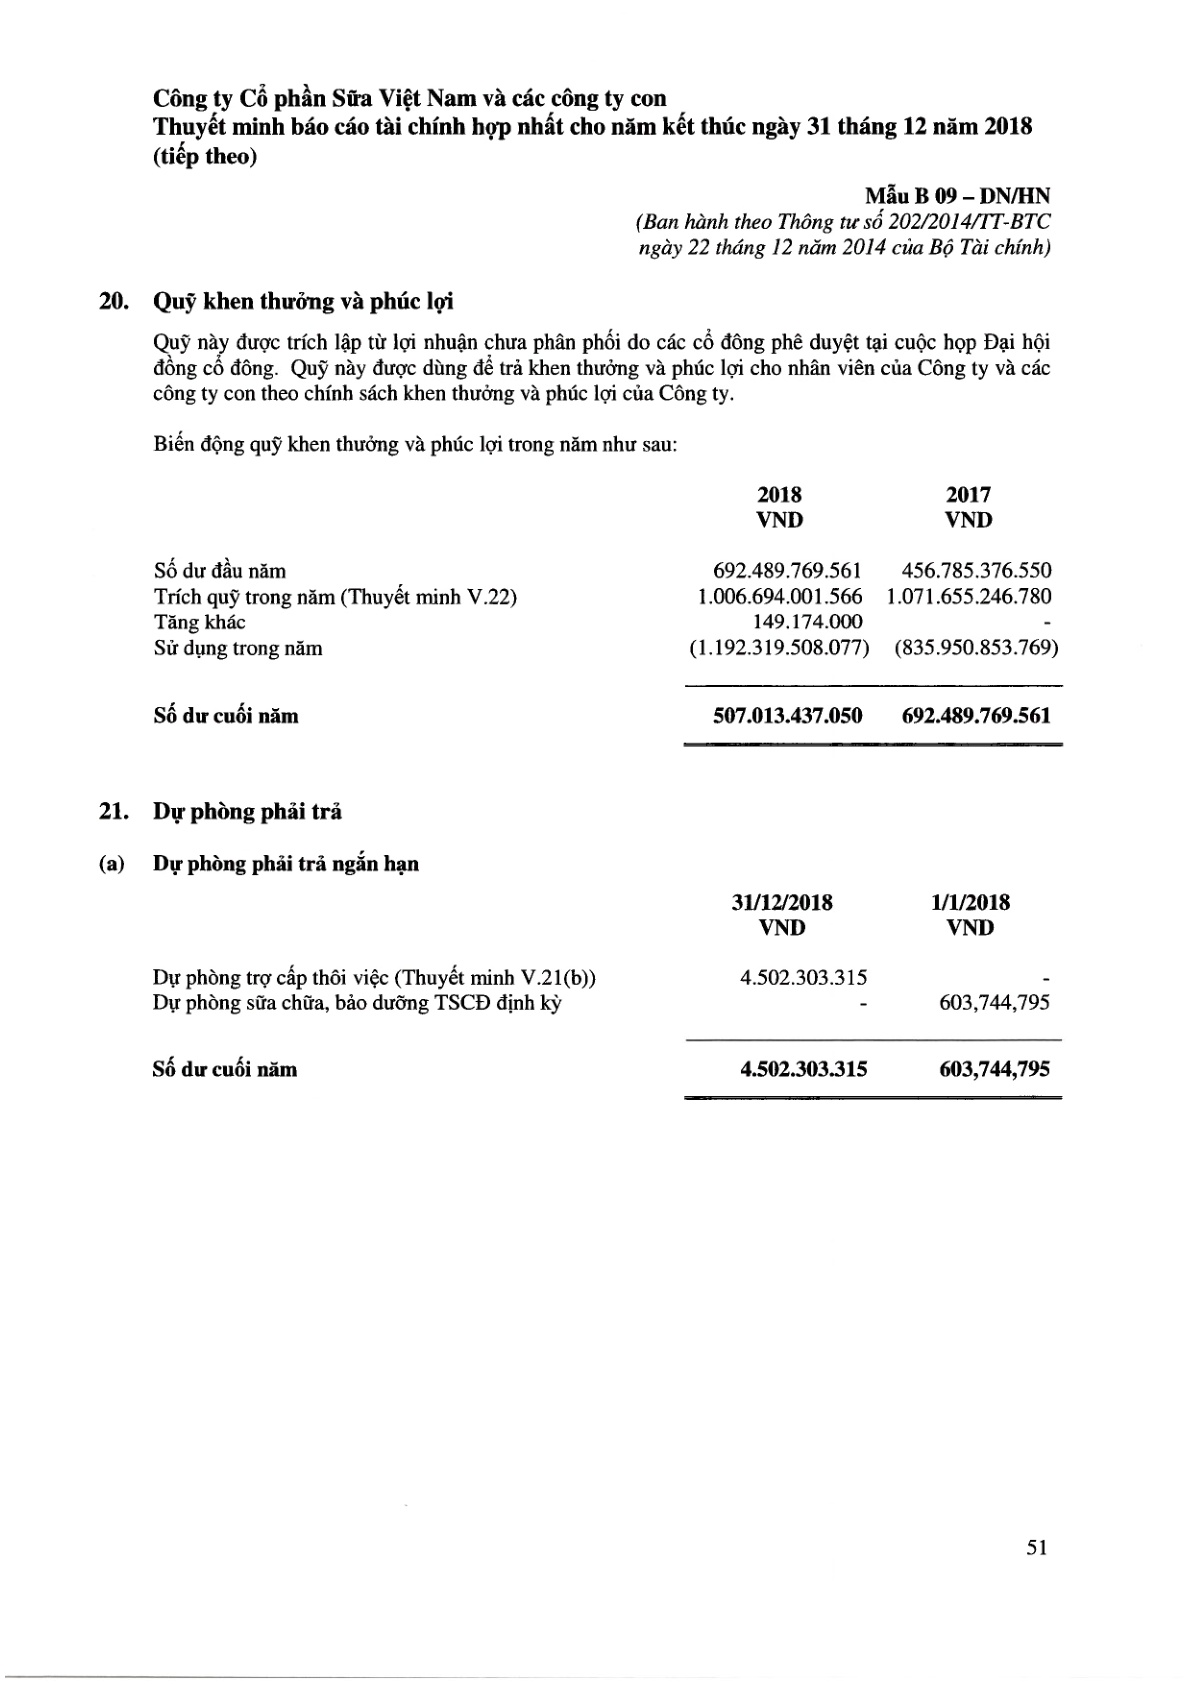 Công ty Cổ phần Sữa Việt Nam và các công ty con
Thuyết minh báo cáo tài chính hợp nhất cho năm kết thúc ngày 31 tháng 12 năm 2018
(tiếp theo)
Mẫu B 09 – DN/HN
(Ban hành theo Thông tư số 202/2014/TT-BTC
ngày 22 tháng 12 năm 2014 của Bộ Tài chính)
20. Quỹ khen thưởng và phúc lợi
Quỹ này được trích lập từ lợi nhuận chưa phân phối do các cổ đông phê duyệt tại cuộc họp Đại hội
đồng cổ đông. Quỹ này được dùng để trả khen thưởng và phúc lợi cho nhân viên của Công ty và các
công ty con theo chính sách khen thưởng và phúc lợi của Công ty.
Biến động quỹ khen thưởng và phúc lợi trong năm như sau:
2018 2017
VND VND
Số dư đầu năm 692.489.769.561 456.785.376.550
Trích quỹ trong năm (Thuyết minh V.22) 1.006.694.001.566 1.071.655.246.780
Tăng khác 149.174.000 -
Sử dụng trong năm (1.192.319.508.077) (835.950.853.769)
Số dư cuối năm 507.013.437.050 692.489.769.561
21. Dự phòng phải trả
(a) Dự phòng phải trả ngắn hạn
31/12/2018 1/1/2018
VND VND
Dự phòng trợ cấp thôi việc (Thuyết minh V.21(b)) 4.502.303.315 -
Dự phòng sữa chữa, bảo dưỡng TSCĐ định kỳ - 603,744,795
Số dư cuối năm 4.502.303.315 603,744,795
51